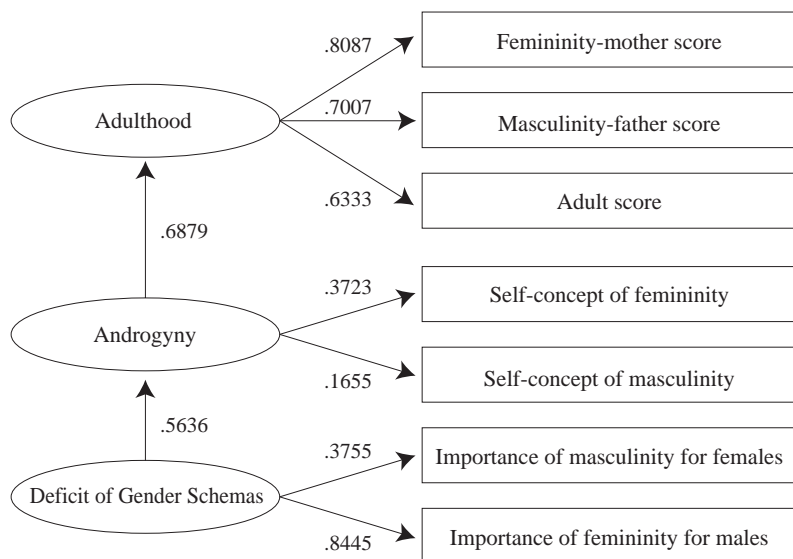 .8087
Femininity-mother score
Adulthood
.7007
Masculinity-father score
.6333
Adult score
.6879
.3723
Self-concept of femininity
Androgyny
.1655
Self-concept of masculinity
.5636
.3755
Importance of masculinity for females
Deficit of Gender Schemas
.8445
Importance of femininity for males